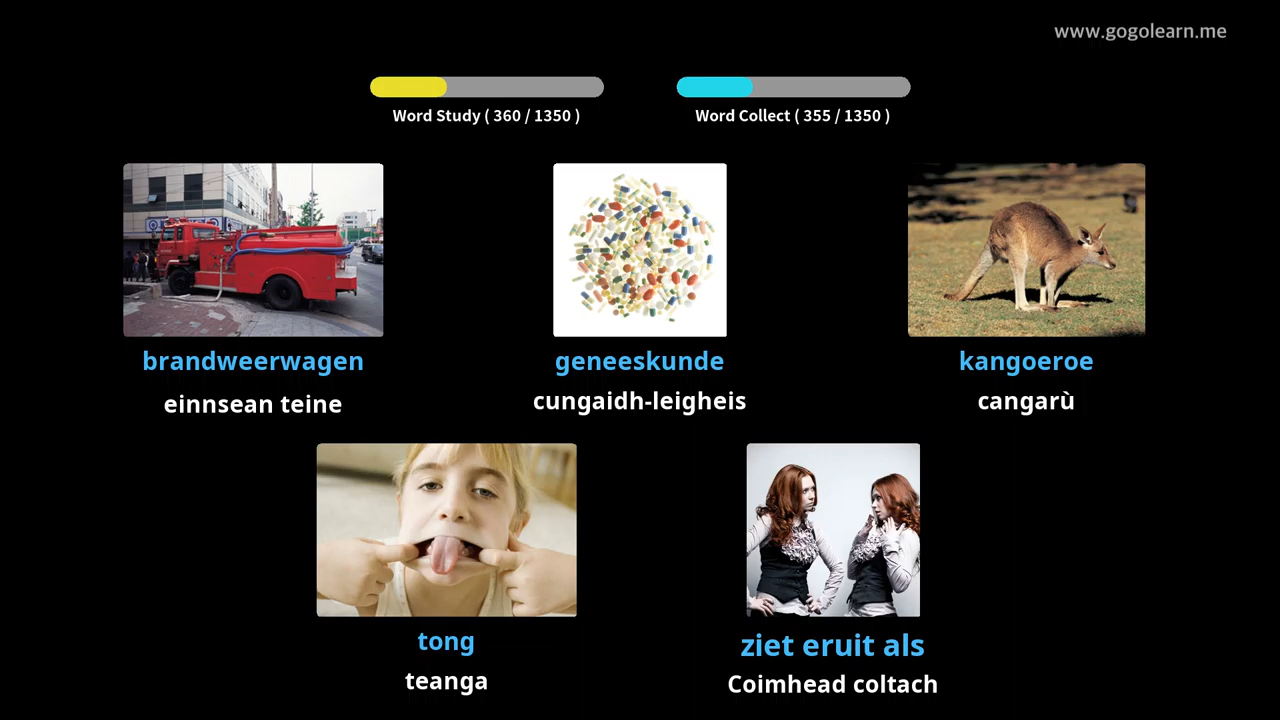 www.gogolearn.me
Word Study ( 360 / 1350 )
Word Collect ( 355 / 1350 )
brandweerwagen
geneeskunde
kangoeroe
einnsean teine
cungaidh-leigheis
cangarù
tong
ziet eruit als
teanga
Coimhead coltach